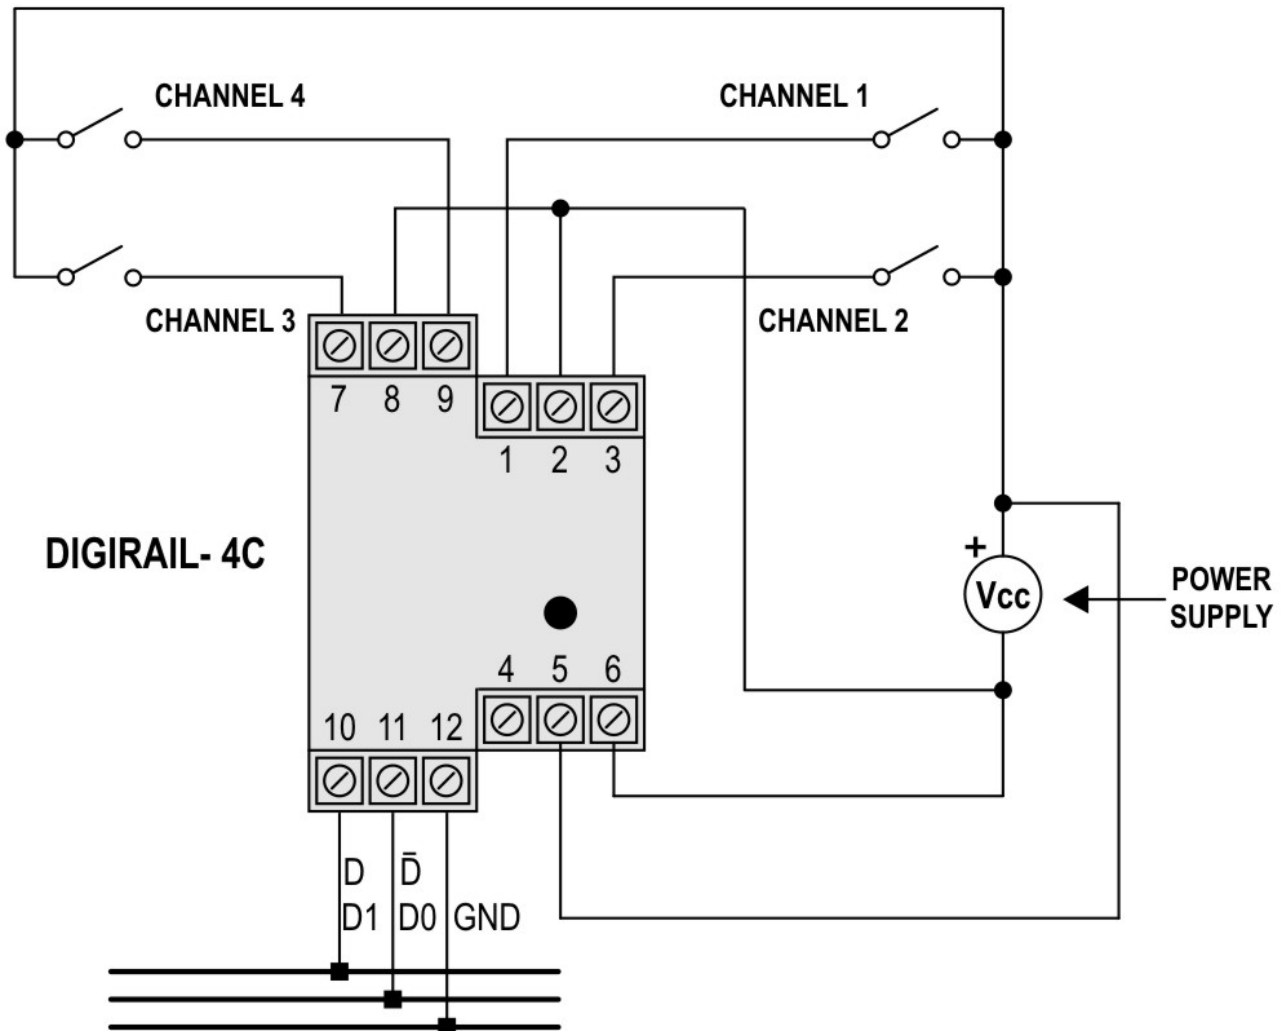 CHANNEL 4
CHANNEL 1
CHANNEL 3
CHANNEL 2
7 8 9
1 2 3
DIGIRAIL- 4C
+
Vcc
POWER
SUPPLY
4 5 6
10 11 12
D D̄
D1 D0 GND